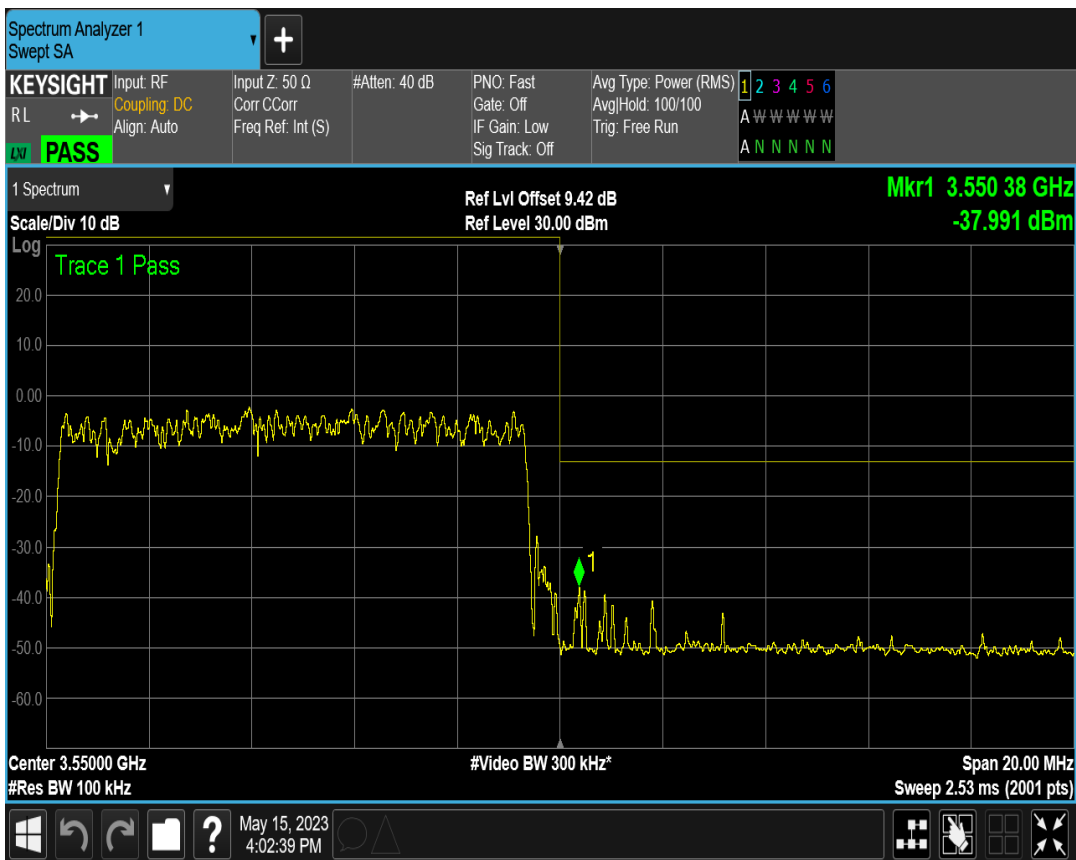 Spectrum Analyzer 1
Swept SA
+
KEYSIGHT
R L
LXI PASS
Input: RF
Coupling: DC
Align: Auto
Input Z: 50 Ω
Corr CCorr
Freq Ref: Int (S)
#Atten: 40 dB
PNO: Fast
Gate: Off
IF Gain: Low
Sig Track: Off
Avg Type: Power (RMS)
Avg|Hold: 100/100
Trig: Free Run
1 2 3 4 5 6
A W W W W W
A N N N N N
1 Spectrum
Scale/Div 10 dB
Ref Lvl Offset 9.42 dB
Ref Level 30.00 dBm
Mkr1 3.550 38 GHz
-37.991 dBm
Log
Trace 1 Pass
20.0
10.0
0.00
-10.0
-20.0
-30.0
1
-40.0
-50.0
-60.0
Center 3.55000 GHz
#Res BW 100 kHz
#Video BW 300 kHz*
Span 20.00 MHz
Sweep 2.53 ms (2001 pts)
?
May 15, 2023
4:02:39 PM